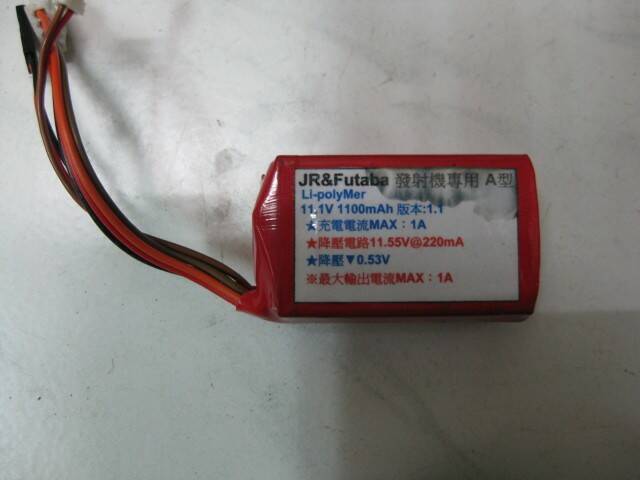 JR&Futaba 發射機專用 A型
Li-polyMer
11.1V 1100mAh 版本:1.1
★充電電流MAX：1A
★降壓電路11.55V@220mA
★降壓▼0.53V
※最大輸出電流MAX：1A